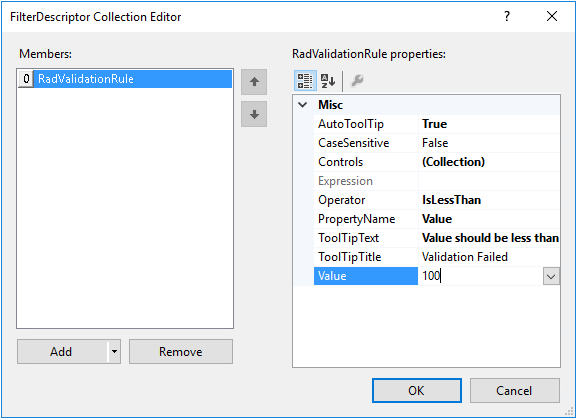 FilterDescriptor Collection Editor
?
Members:
0 RadValidationRule
Add
Remove
RadValidationRule properties:
Misc
AutoToolTip True
CaseSensitive False
Controls (Collection)
Expression
Operator IsLessThan
PropertyName Value
ToolTipText Value should be less than
ToolTipTitle Validation Failed
Value 100
OK
Cancel